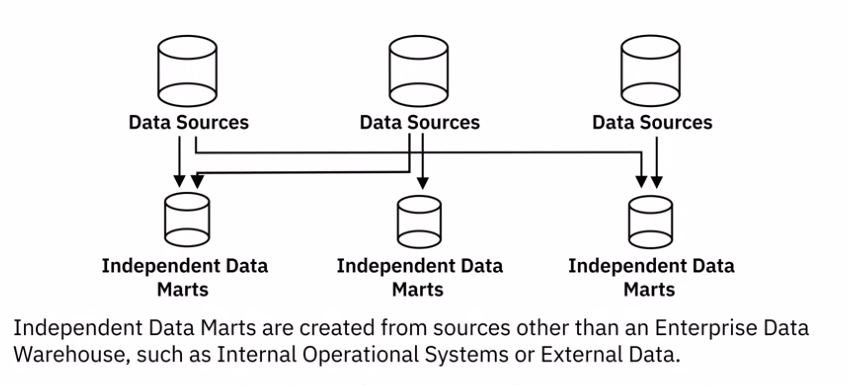 Data Sources
Data Sources
Data Sources
Independent Data
Marts
Independent Data
Marts
Independent Data
Marts
Independent Data Marts are created from sources other than an Enterprise Data
Warehouse, such as Internal Operational Systems or External Data.